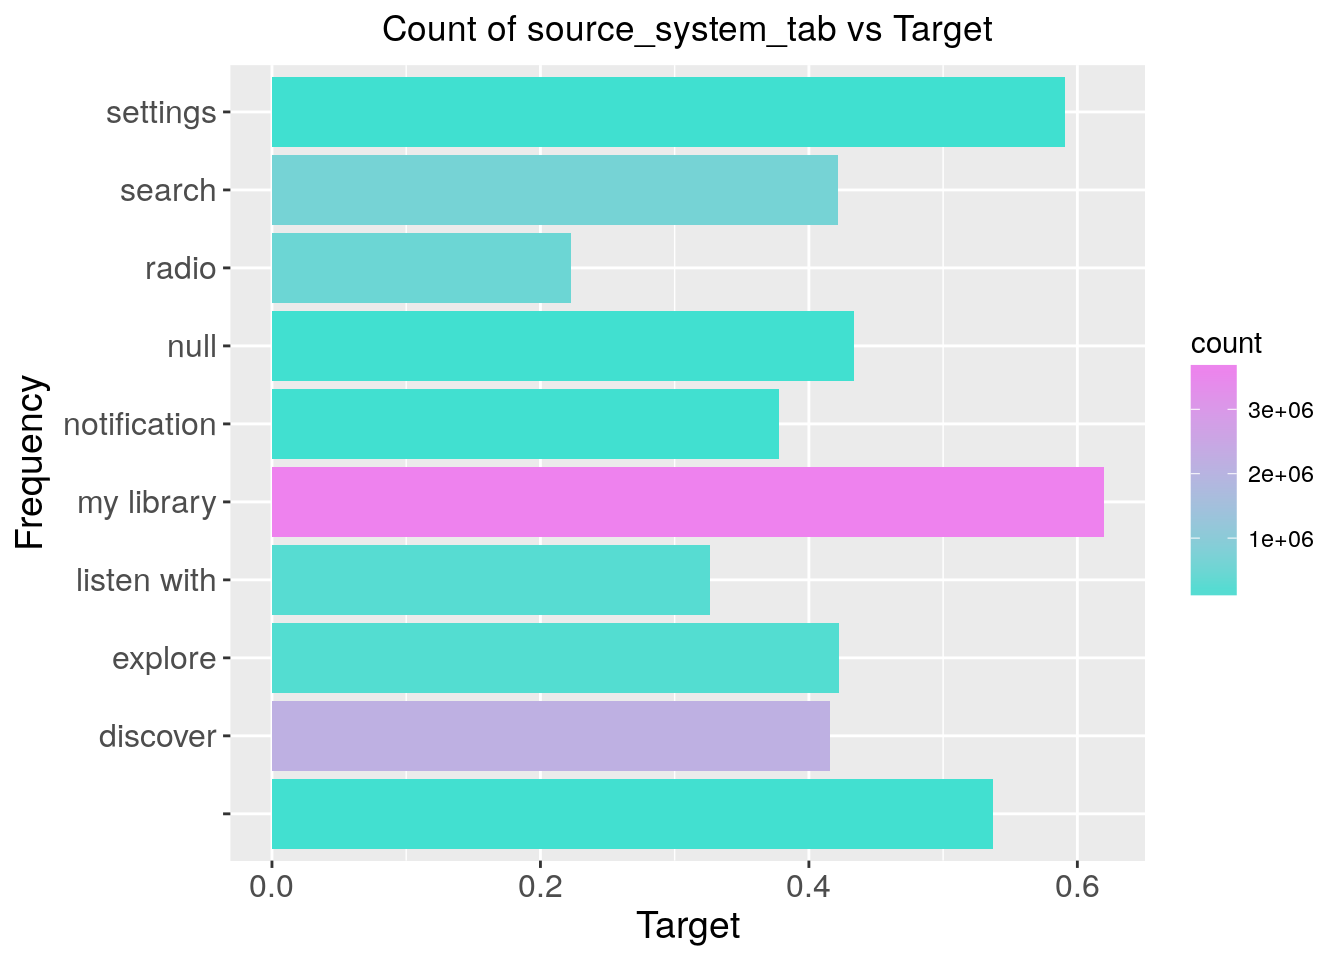 Count of source_system_tab vs Target
settings
search
radio
null
notification
my library
listen with
explore
discover
Frequency
0.0 0.2 0.4 0.6
Target
count
3e+06
2e+06
1e+06